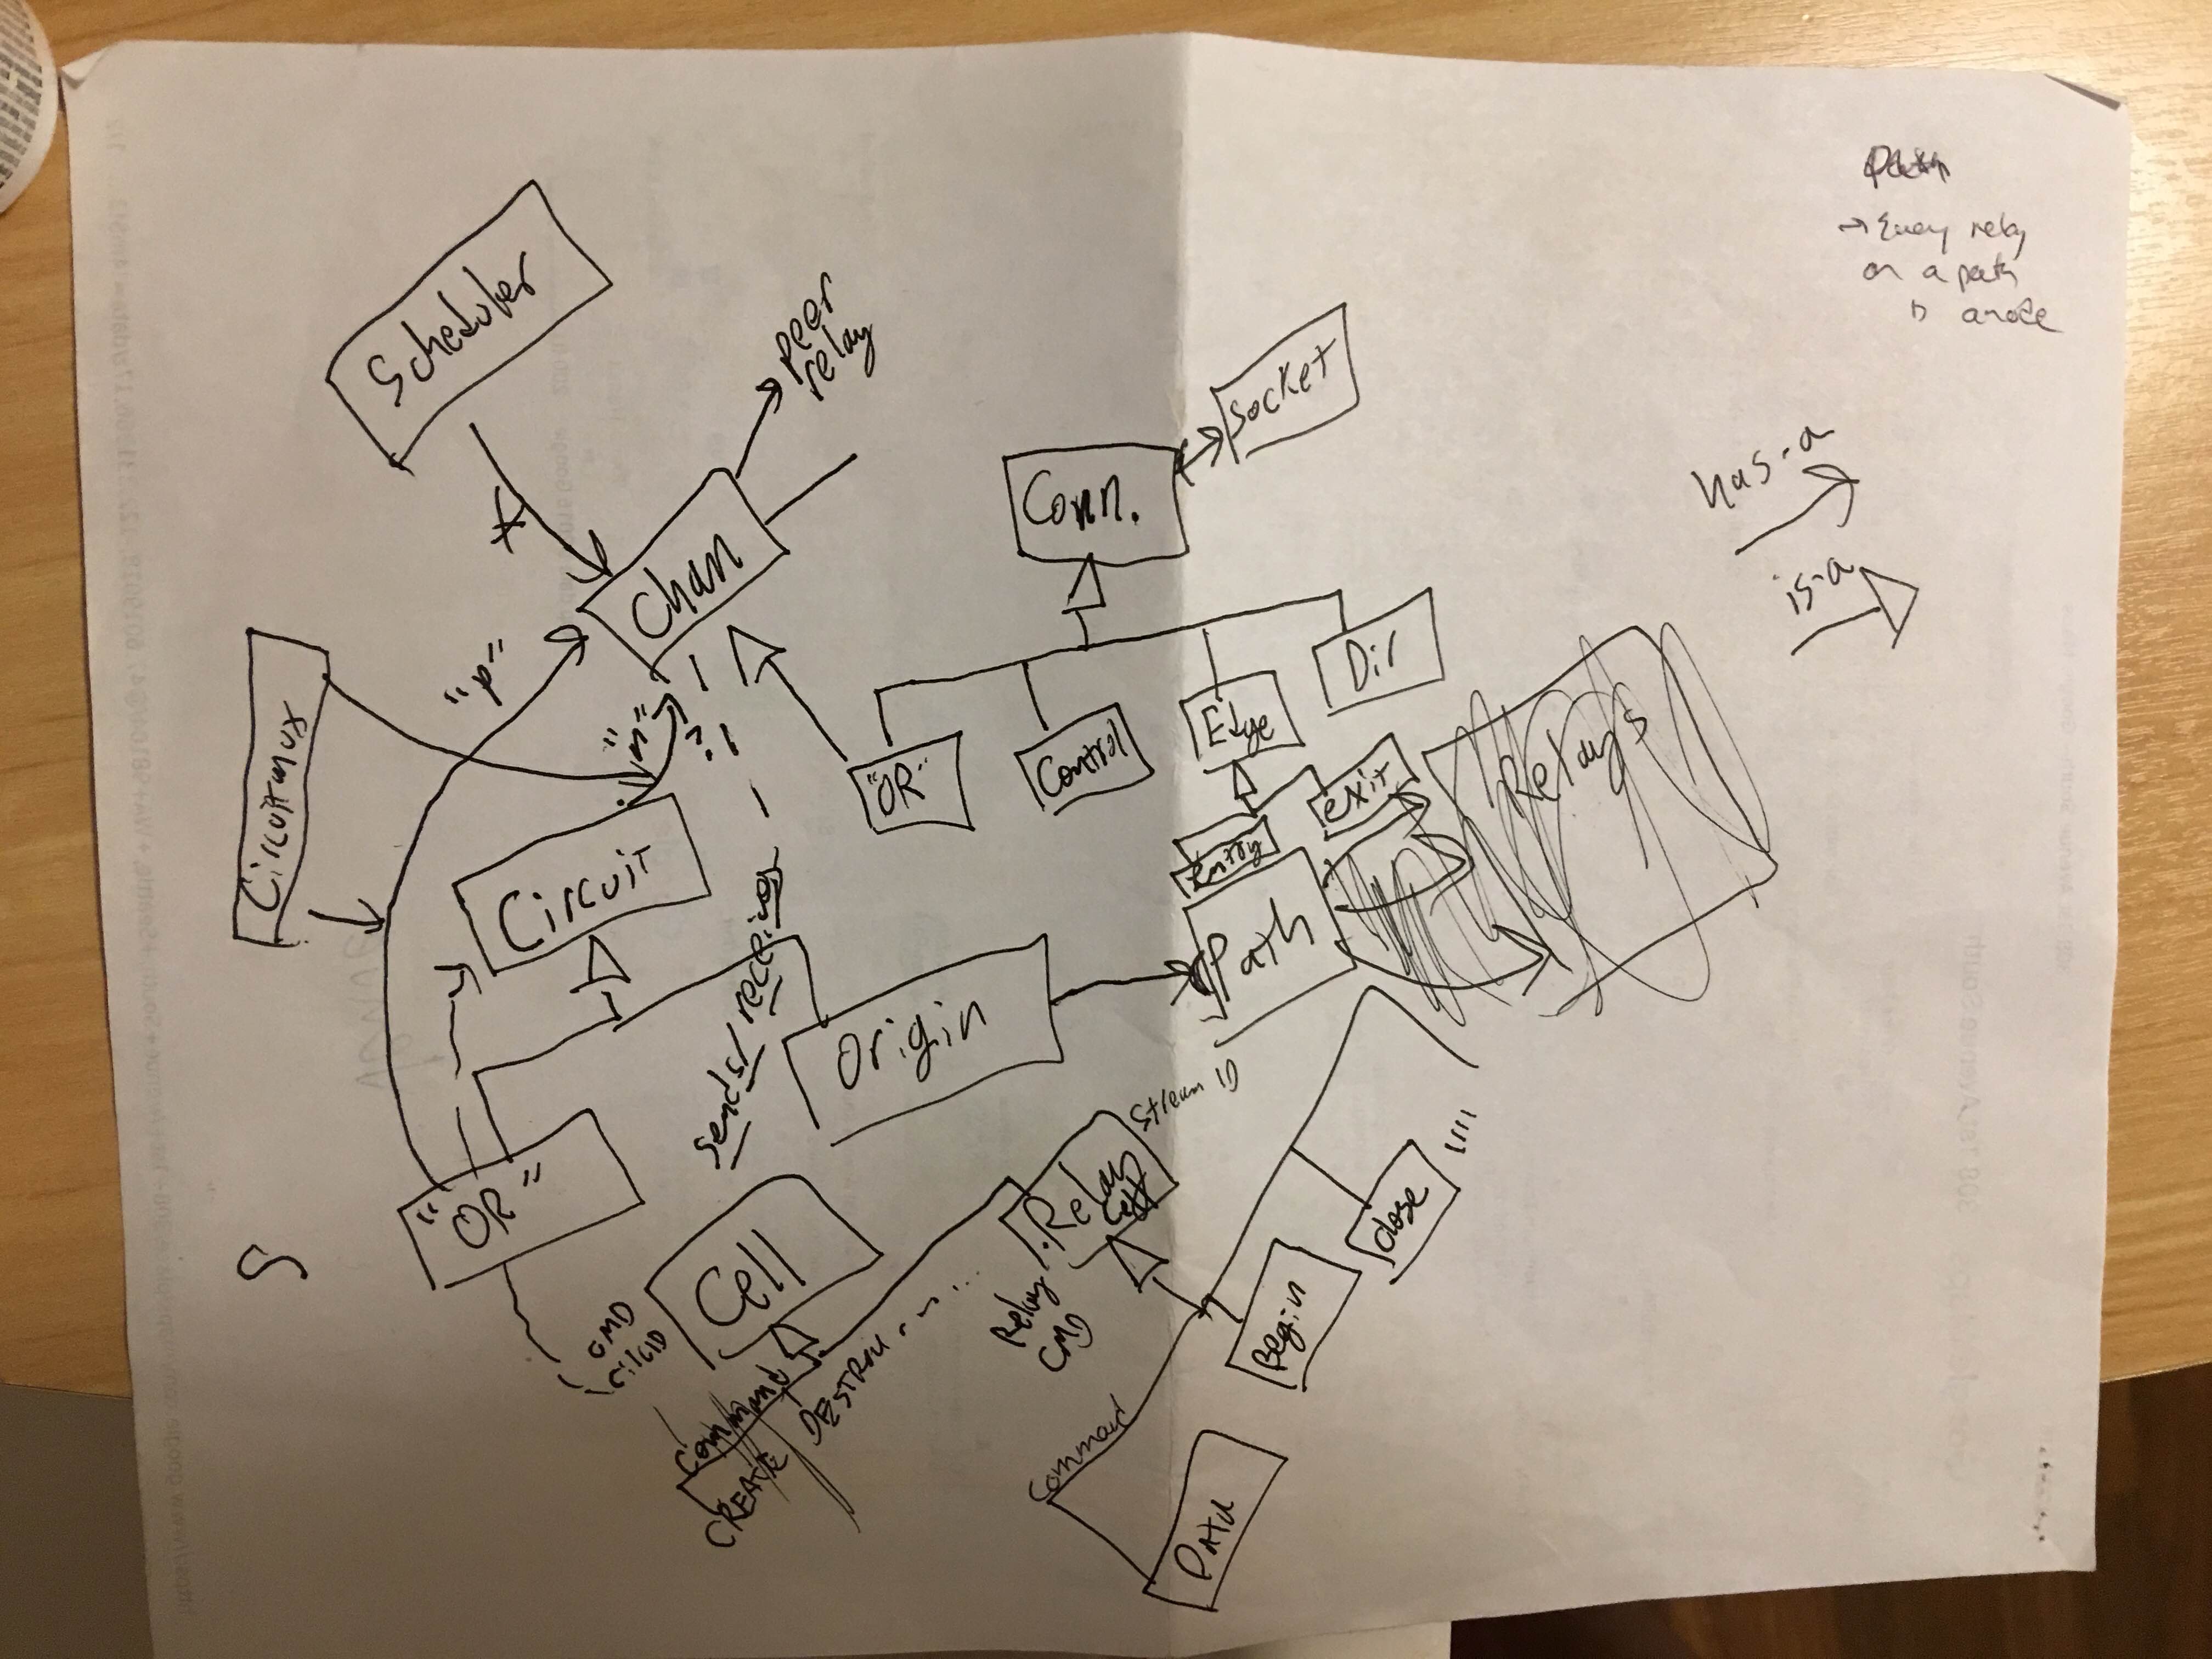 Path
→ Every relay
on a path
is a node
has-a
is-a
Scheduler
*
peer
relay
Chan
Socket
Conn.
"p"
"n"
?
Circuitmux
"OR"
Control
Edge
Dir
entry
exit
Relays
Circuit
Path
Origin
sends/receives
"OR"
Cell
CMD
CircID
Command
CREATE
DESTROY ...
Relay
Cell
Stream ID
Relay
CMD
Command
Begin
close
...
DATA